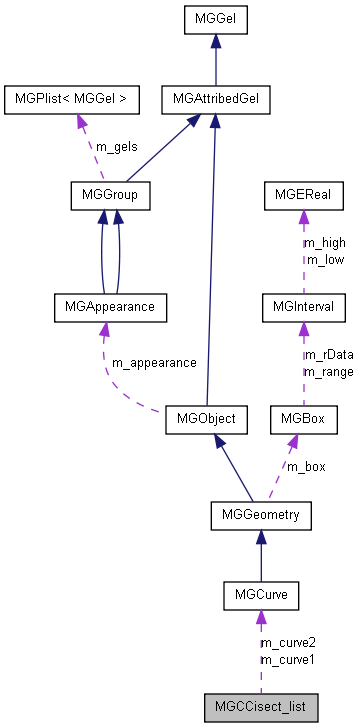 MGGel
MGPlist< MGGel >
MGAttribedGel
m_gels
MGGroup
MGEReal
m_high
m_low
MGAppearance
MGInterval
m_appearance
m_rData
m_range
MGObject
MGBox
m_box
MGGeometry
MGCurve
m_curve2
m_curve1
MGCCisect_list